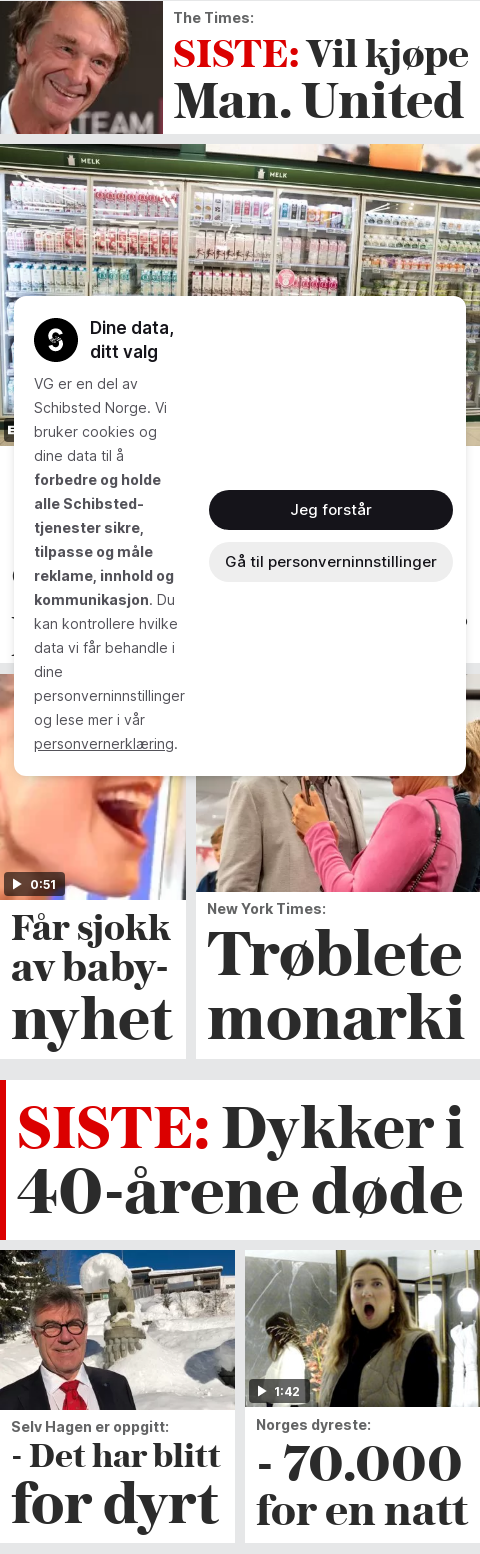 The Times:
SISTE: Vil kjøpe
Man. United
TEAM
MELK
MELK
Dine data,
ditt valg
VG er en del av
Schibsted Norge. Vi
bruker cookies og
dine data til å
forbedre og holde
alle Schibsted-
tjenester sikre,
tilpasse og måle
reklame, innhold og
kommunikasjon. Du
kan kontrollere hvilke
data vi får behandle i
dine
personverninnstillinger
og lese mer i vår
personvernerklæring.
Jeg forstår
Gå til personverninnstillinger
0:51
Får sjokk
av baby-
nyhet
New York Times:
Trøblete
monarki
SISTE: Dykker i
40-årene døde
Selv Hagen er oppgitt:
- Det har blitt
for dyrt
1:42
Norges dyreste:
- 70.000
for en natt